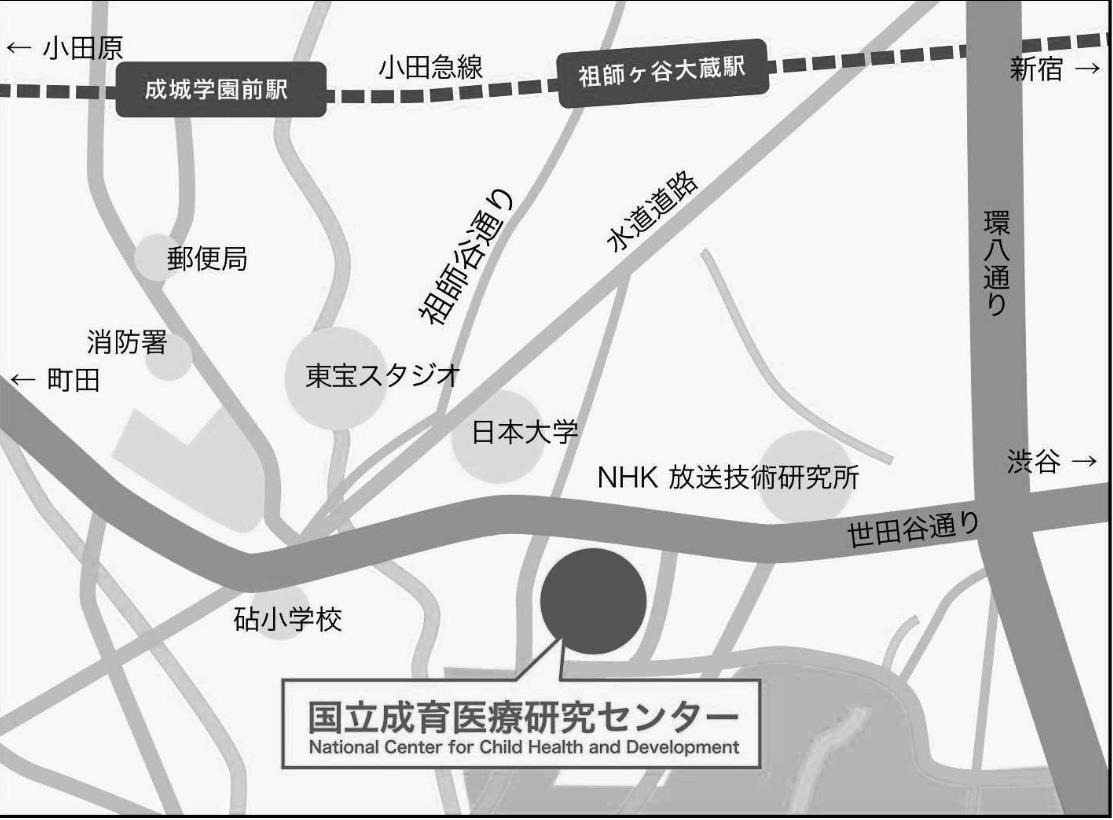 ← 小田原
小田急線
成城学園前駅
祖師ヶ谷大蔵駅
新宿 →
祖師谷通り
水道道路
環八通り
郵便局
消防署
← 町田
東宝スタジオ
日本大学
NHK 放送技術研究所
渋谷 →
世田谷通り
砧小学校
国立成育医療研究センター
National Center for Child Health and Development